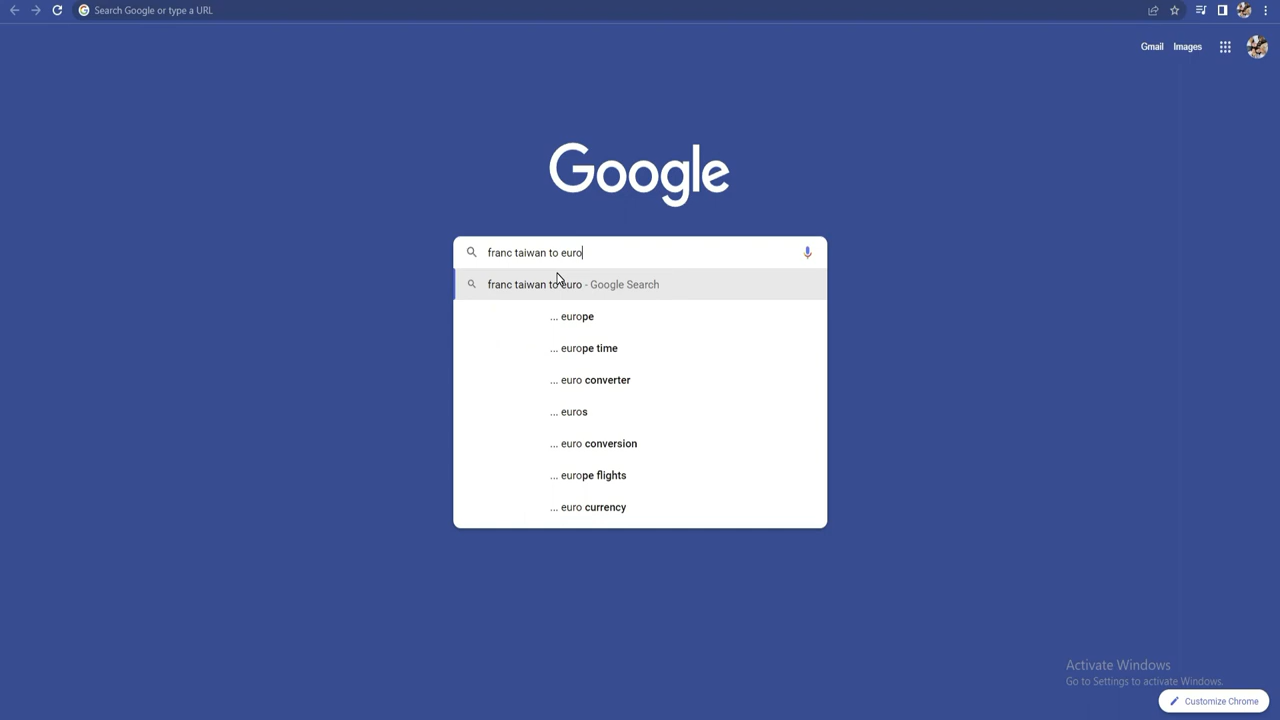 Search Google or type a URL
Gmail Images
Google
franc taiwan to euro
franc taiwan to euro - Google Search
... europe
... europe time
... euro converter
... euros
... euro conversion
... europe flights
... euro currency
Activate Windows
Go to Settings to activate Windows.
Customize Chrome